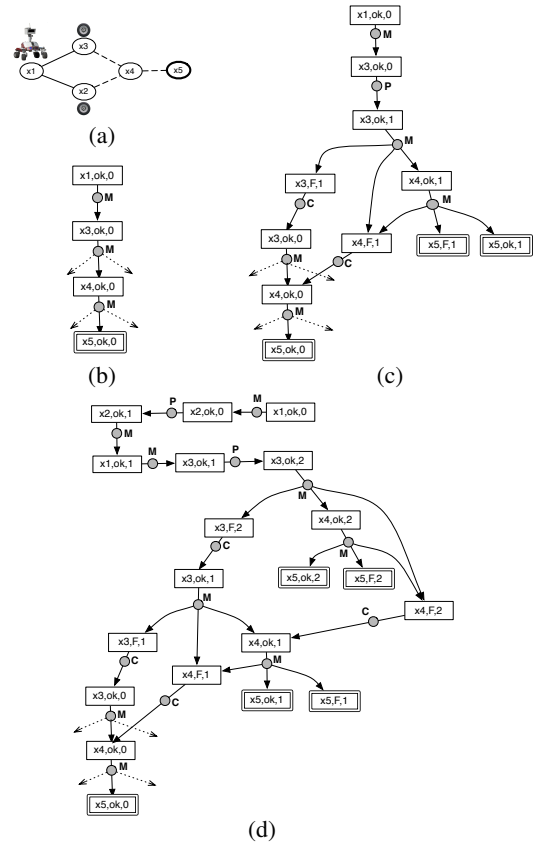 x3
x1
x4
x5
x2
(a)
x1,ok,0
M
x3,ok,0
M
x4,ok,0
M
x5,ok,0
(b)
x1,ok,0
M
x3,ok,0
P
x3,ok,1
M
x3,F,1
x4,ok,1
C
M
x3,ok,0
x4,F,1
x5,F,1
x5,ok,1
M
C
x4,ok,0
M
x5,ok,0
(c)
x2,ok,1
P
x2,ok,0
M
x1,ok,0
M
x1,ok,1
M
x3,ok,1
P
x3,ok,2
M
x3,F,2
x4,ok,2
C
M
x3,ok,1
x5,ok,2
x5,F,2
M
x4,F,2
C
x3,F,1
x4,ok,1
C
x4,F,1
M
x3,ok,0
C
x5,ok,1
x5,F,1
M
x4,ok,0
M
x5,ok,0
(d)